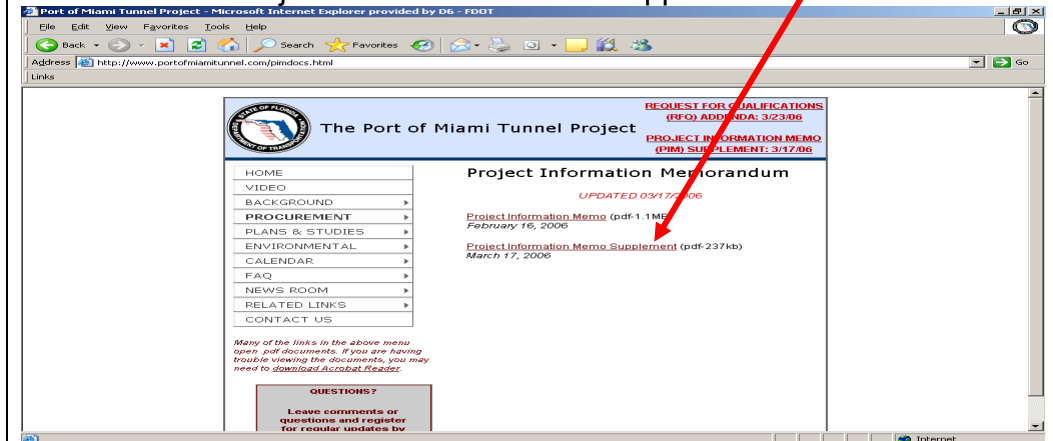 Port of Miami Tunnel Project - Microsoft Internet Explorer provided by D6 - FDOT
File Edit View Favorites Tools Help
Back Search Favorites
Address http://www.portofmiamitunnel.com/pimdocs.html Go
Links
STATE OF FLORIDA
DEPARTMENT OF TRANSPORTATION
The Port of Miami Tunnel Project
REQUEST FOR QUALIFICATIONS
(RFQ) ADDENDA: 3/23/06
PROJECT INFORMATION MEMO
(PIM) SUPPLEMENT: 3/17/06
HOME
VIDEO
BACKGROUND
PROCUREMENT
PLANS & STUDIES
ENVIRONMENTAL
CALENDAR
FAQ
NEWS ROOM
RELATED LINKS
CONTACT US
Project Information Memorandum
UPDATED 03/17/2006
Project Information Memo (pdf-1.1MB)
February 16, 2006
Project Information Memo Supplement (pdf-237kb)
March 17, 2006
Many of the links in the above menu
open .pdf documents. If you are having
trouble viewing the documents, you may
need to download Acrobat Reader.
QUESTIONS?
Leave comments or
questions and register
for regular updates by
Internet